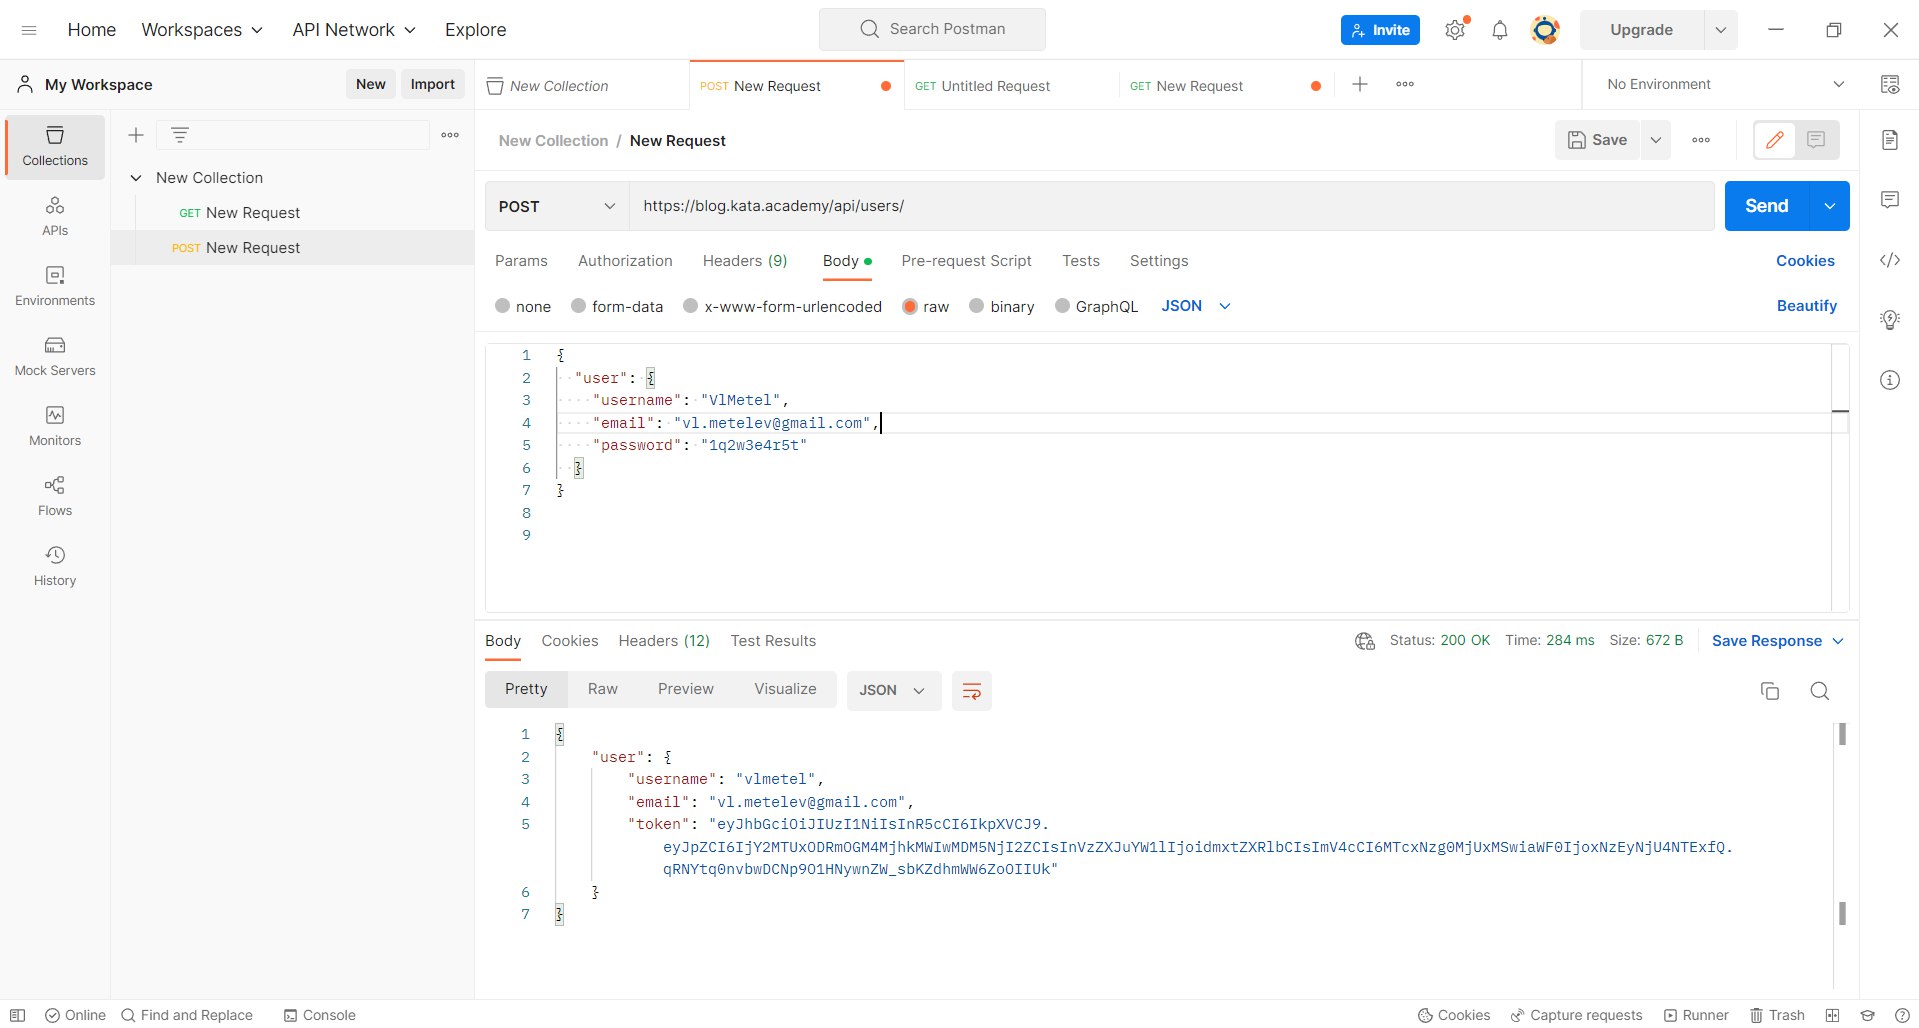 Home Workspaces API Network Explore Search Postman Invite Upgrade
My Workspace New Import New Collection POST New Request GET Untitled Request GET New Request No Environment
Collections
APIs
Environments
Mock Servers
Monitors
Flows
History
New Collection
GET New Request
POST New Request
New Collection / New Request Save
POST https://blog.kata.academy/api/users/ Send
Params Authorization Headers (9) Body Pre-request Script Tests Settings Cookies
none form-data x-www-form-urlencoded raw binary GraphQL JSON Beautify
1 {
2 "user": {
3 "username": "VlMetel",
4 "email": "vl.metelev@gmail.com",
5 "password": "1q2w3e4r5t"
6 }
7 }
8
9
Body Cookies Headers (12) Test Results Status: 200 OK Time: 284 ms Size: 672 B Save Response
Pretty Raw Preview Visualize JSON
1 {
2 "user": {
3 "username": "vlmetel",
4 "email": "vl.metelev@gmail.com",
5 "token": "eyJhbGciOiJIUzI1NiIsInR5cCI6IkpXVCJ9.
eyJpZCI6IjY2MTUxODRmOGM4MjhkMWIwMDM5NjI2ZCIsInVzZXJuYW1lIjoidmxtZXRlbCIsImV4cCI6MTcxNzg0MjUxMSwiaWF0IjoxNzEyNjU4NTExfQ.
qRNYtq0nvbwDCNp9O1HNywnZW_sbKZdhmWW6ZoOIIUk"
6 }
7 }
Online Find and Replace Console Cookies Capture requests Runner Trash